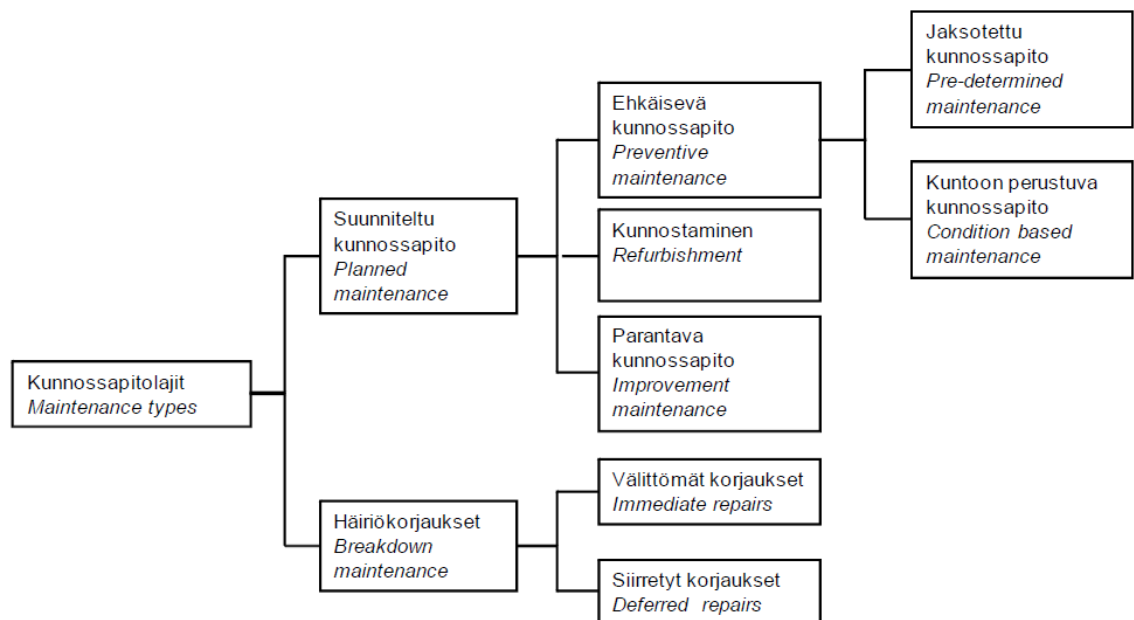 Kunnossapitolajit
Maintenance types
Suunniteltu
kunnossapito
Planned
maintenance
Häiriökorjaukset
Breakdown
maintenance
Ehkäisevä
kunnossapito
Preventive
maintenance
Kunnostaminen
Refurbishment
Parantava
kunnossapito
Improvement
maintenance
Välittömät korjaukset
Immediate repairs
Siirretyt korjaukset
Deferred repairs
Jaksotettu
kunnossapito
Pre-determined
maintenance
Kuntoon perustuva
kunnossapito
Condition based
maintenance